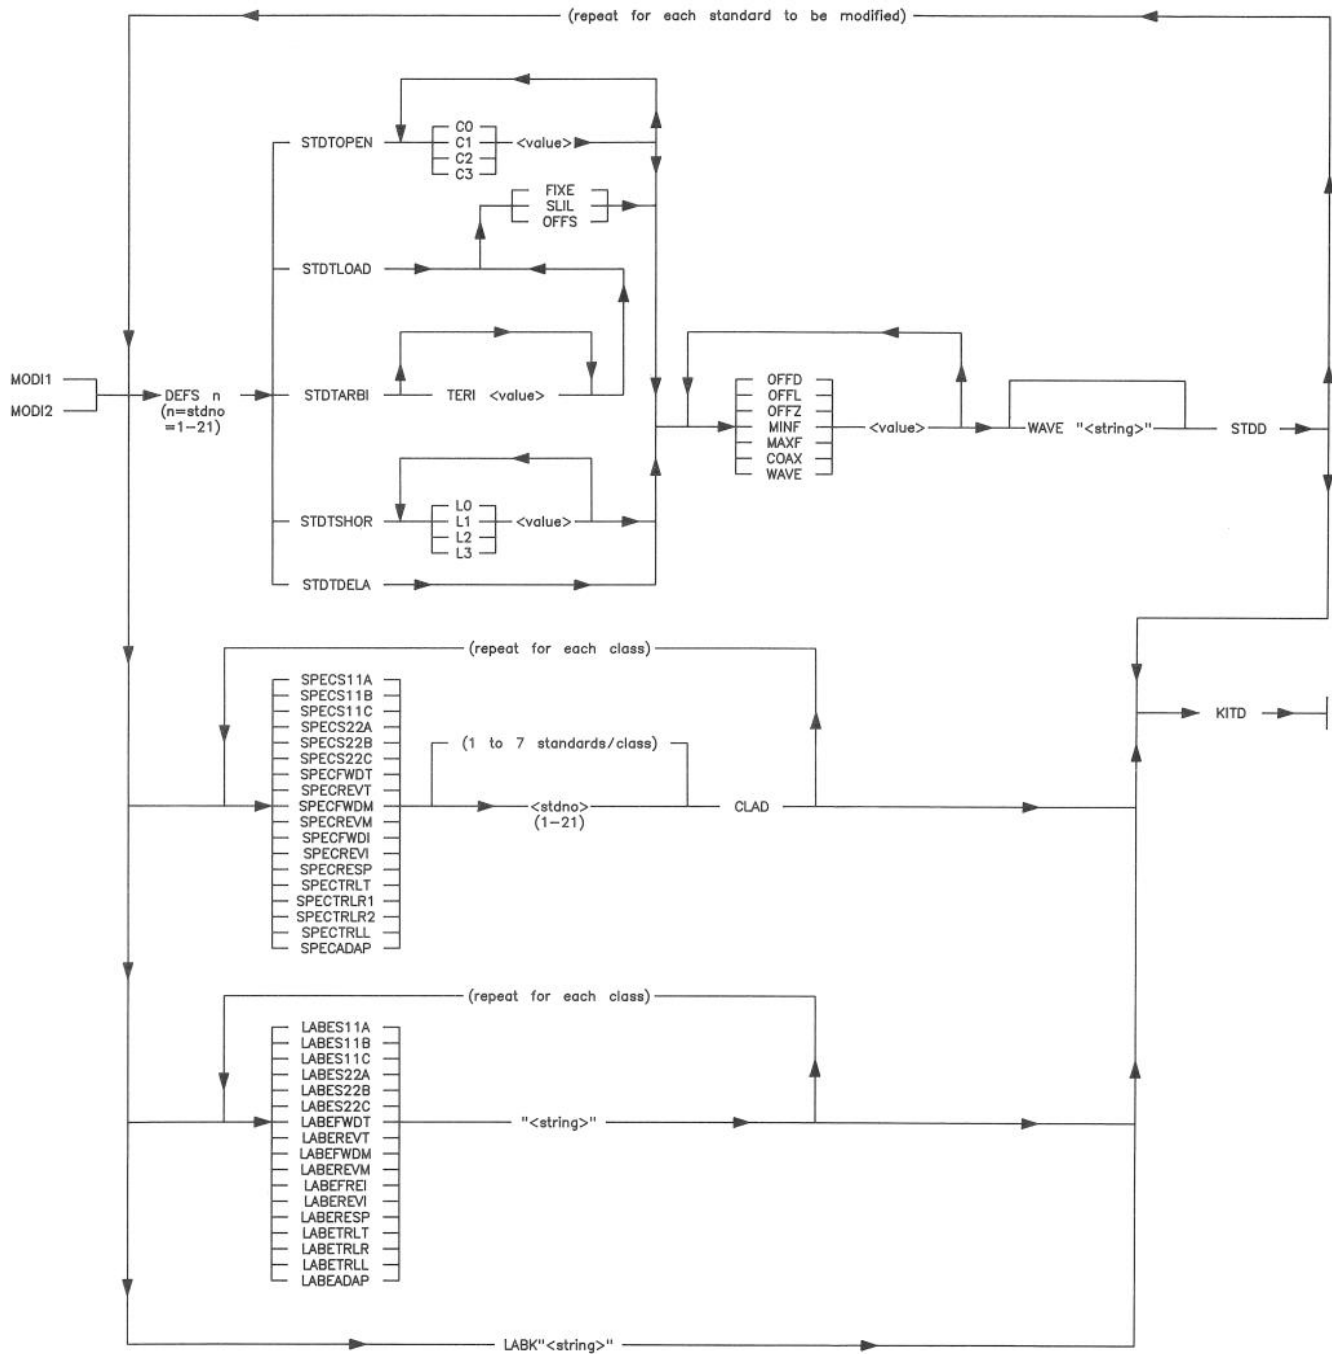 (repeat for each standard to be modified)
STDTOPEN
C0
C1
C2
C3
<value>
FIXE
SLIL
OFFS
STDTLOAD
MODI1
MODI2
DEFS n
(n=stdno
=1-21)
STDTARBI
TERI <value>
OFFD
OFFL
OFFZ
MINF
MAXF
COAX
WAVE
<value>
WAVE "<string>"
STDD
STDTSHOR
L0
L1
L2
L3
<value>
STDTDELA
(repeat for each class)
SPECS11A
SPECS11B
SPECS11C
SPECS22A
SPECS22B
SPECS22C
SPECFWDT
SPECREVT
SPECFWDM
SPECREVM
SPECFWDI
SPECREVI
SPECRESP
SPECTRLT
SPECTRLR1
SPECTRLR2
SPECTRLL
SPECADAP
(1 to 7 standards/class)
<stdno>
(1-21)
CLAD
KITD
(repeat for each class)
LABES11A
LABES11B
LABES11C
LABES22A
LABES22B
LABES22C
LABEFWDT
LABEREVT
LABEFWDM
LABEREVM
LABEFREI
LABEREVI
LABERESP
LABETRLT
LABETRLR
LABETRLL
LABEADAP
"<string>"
LABK"<string>"